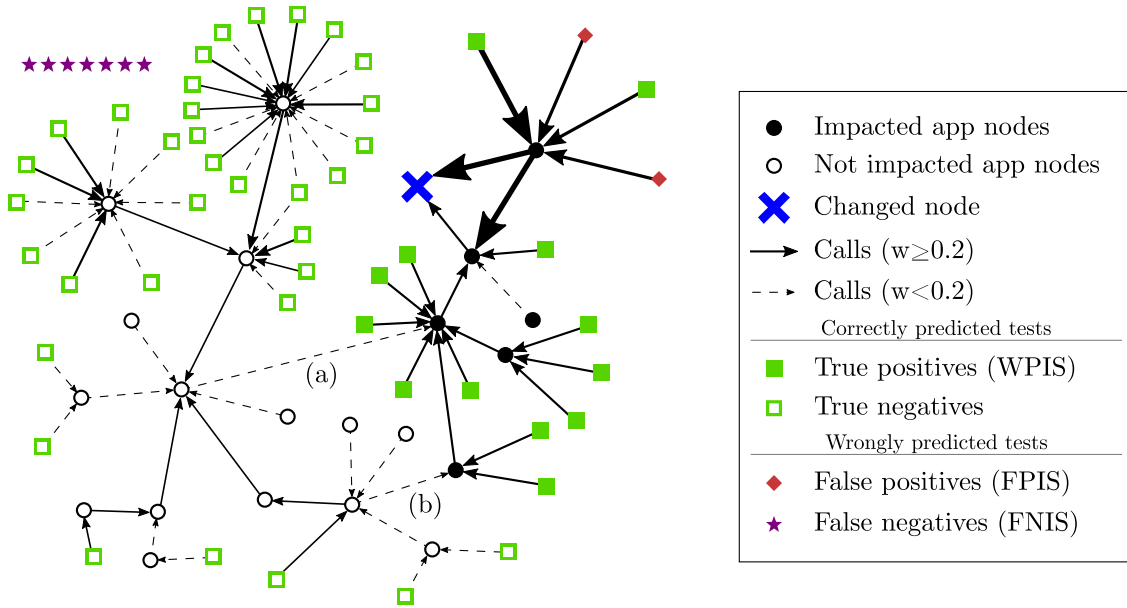 (a)
(b)
Impacted app nodes
Not impacted app nodes
Changed node
Calls (w≥0.2)
Calls (w<0.2)
Correctly predicted tests
True positives (WPIS)
True negatives
Wrongly predicted tests
False positives (FPIS)
False negatives (FNIS)